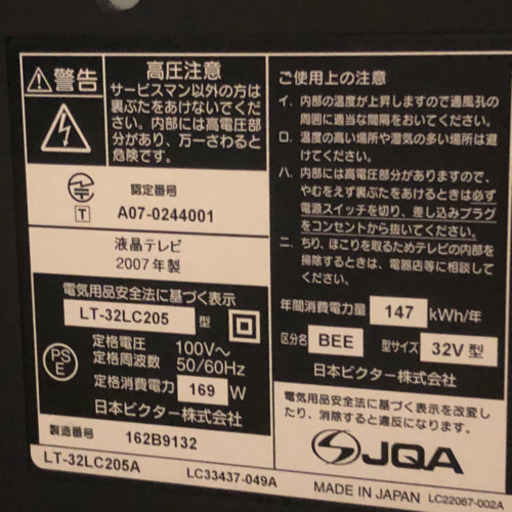 警告
高圧注意
サービスマン以外の方は
裏ぶたをあけないでくだ
さい。内部には高電圧部
分があり、万一さわると
危険です。
T
認定番号
A07-0244001
液晶テレビ
2007年製
電気用品安全法に基づく表示
LT-32LC205 型
PS
E
定格電圧 100V～
定格周波数 50/60Hz
定格消費電力 169 W
日本ビクター株式会社
製造番号 162B9132
LT-32LC205A LC33437-049A
ご使用上の注意
イ. 内部の温度が上昇しますので通風孔の
周囲に適当な間隔をおいてください。
ロ. 温度の高い場所や湿気の多い場所は避
けてください。
ハ. 内部には高電圧部分がありますので、
やむをえず裏ぶたをあけるときは必ず
電源スイッチを切り、差し込みプラグ
をコンセントから抜いてください。
ニ. ちり、ほこりを取るためテレビの内部を
掃除するときは、電器店等に相談して
ください。
年間消費電力量 147 kWh/年
区分名 BEE 型サイズ 32V 型
日本ビクター株式会社
電気用品安全法に基づく表示を改変し
たり、消除すると違反になります。
JQA
MADE IN JAPAN LC22067-002A